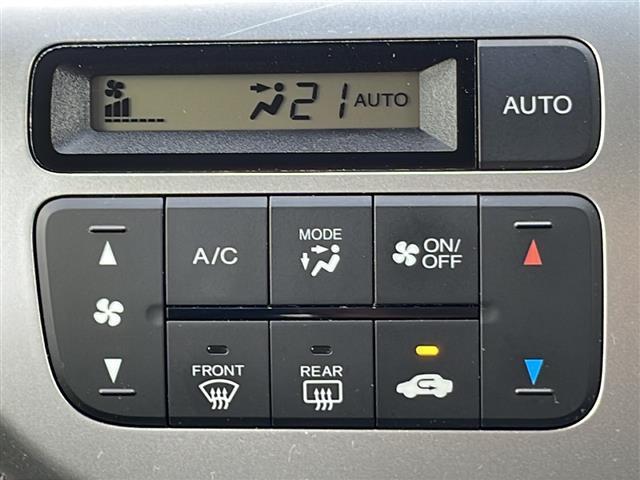 21 AUTO
AUTO
A/C
MODE
ON/
OFF
FRONT
REAR